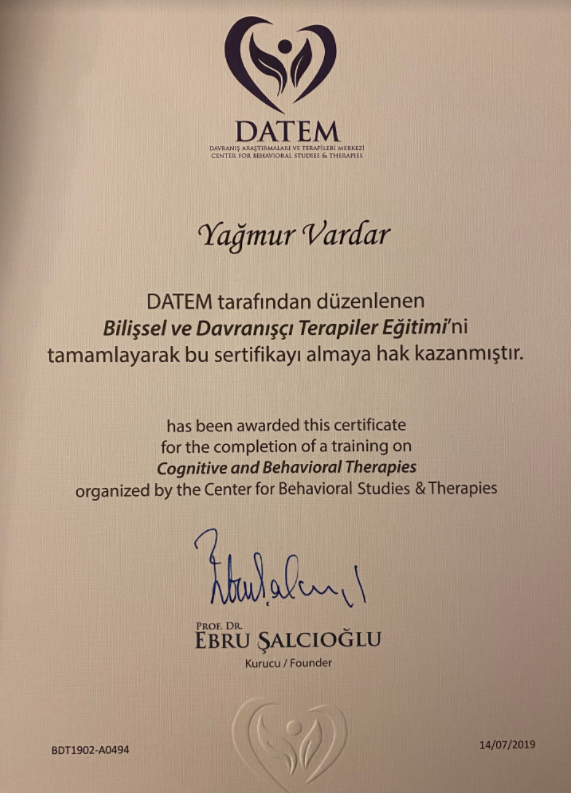 DATEM
DAVRANIŞ ARAŞTIRMALARI VE TERAPİLERİ MERKEZİ
CENTER FOR BEHAVIORAL STUDIES & THERAPIES
Yağmur Vardar
DATEM tarafından düzenlenen
Bilişsel ve Davranışçı Terapiler Eğitimi'ni
tamamlayarak bu sertifikayı almaya hak kazanmıştır.
has been awarded this certificate
for the completion of a training on
Cognitive and Behavioral Therapies
organized by the Center for Behavioral Studies & Therapies
PROF. DR.
EBRU ŞALCIOĞLU
Kurucu / Founder
BDT1902-A0494
14/07/2019